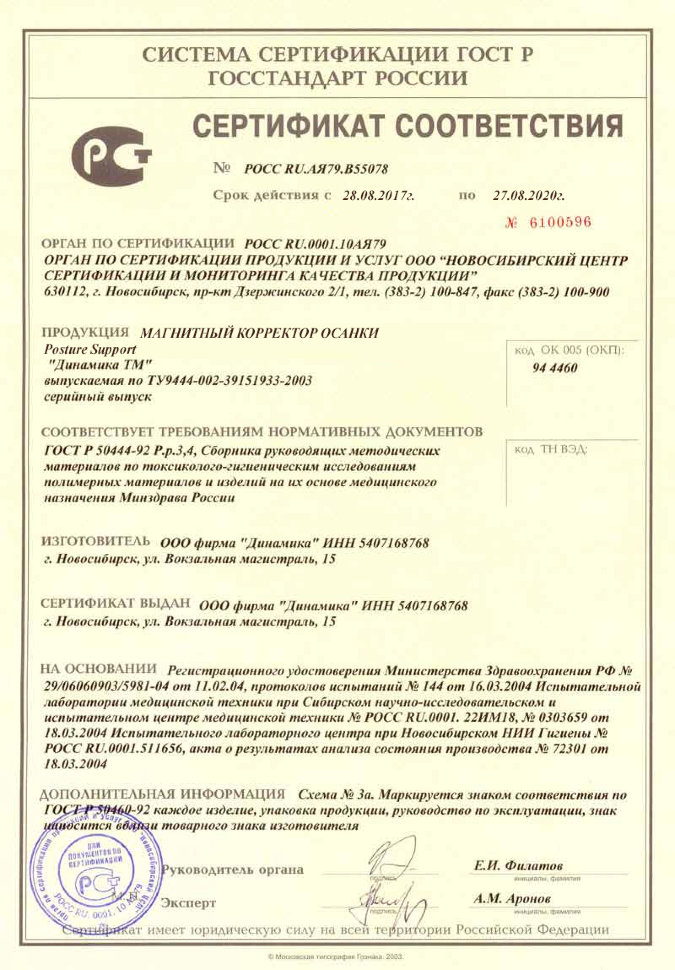 СИСТЕМА СЕРТИФИКАЦИИ ГОСТ Р
ГОССТАНДАРТ РОССИИ
СЕРТИФИКАТ СООТВЕТСТВИЯ
№ РОСС RU.АЯ79.В55078
Срок действия с 28.08.2017г. по 27.08.2020г.
№ 6100596
ОРГАН ПО СЕРТИФИКАЦИИ РОСС RU.0001.10АЯ79
ОРГАН ПО СЕРТИФИКАЦИИ ПРОДУКЦИИ И УСЛУГ ООО "НОВОСИБИРСКИЙ ЦЕНТР
СЕРТИФИКАЦИИ И МОНИТОРИНГА КАЧЕСТВА ПРОДУКЦИИ"
630112, г. Новосибирск, пр-кт Дзержинского 2/1, тел. (383-2) 100-847, факс (383-2) 100-900
ПРОДУКЦИЯ МАГНИТНЫЙ КОРРЕКТОР ОСАНКИ
Posture Support
"Динамика ТМ"
выпускаемая по ТУ9444-002-39151933-2003
серийный выпуск
код ОК 005 (ОКП):
94 4460
СООТВЕТСТВУЕТ ТРЕБОВАНИЯМ НОРМАТИВНЫХ ДОКУМЕНТОВ
ГОСТ Р 50444-92 Р.р.3,4, Сборника руководящих методических
материалов по токсиколого-гигиеническим исследованиям
полимерных материалов и изделий на их основе медицинского
назначения Минздрава России
код ТН ВЭД:
ИЗГОТОВИТЕЛЬ ООО фирма "Динамика" ИНН 5407168768
г. Новосибирск, ул. Вокзальная магистраль, 15
СЕРТИФИКАТ ВЫДАН ООО фирма "Динамика" ИНН 5407168768
г. Новосибирск, ул. Вокзальная магистраль, 15
НА ОСНОВАНИИ Регистрационного удостоверения Министерства Здравоохранения РФ №
29/06060903/5981-04 от 11.02.04, протоколов испытаний № 144 от 16.03.2004 Испытательной
лаборатории медицинской техники при Сибирском научно-исследовательском и
испытательном центре медицинской техники № РОСС RU.0001. 22ИМ18, № 0303659 от
18.03.2004 Испытательного лабораторного центра при Новосибирском НИИ Гигиены №
РОСС RU.0001.511656, акта о результатах анализа состояния производства № 72301 от
18.03.2004
ДОПОЛНИТЕЛЬНАЯ ИНФОРМАЦИЯ Схема № 3а. Маркируется знаком соответствия по
ГОСТ Р 50460-92 каждое изделие, упаковка продукции, руководство по эксплуатации, знак
наносится вблизи товарного знака изготовителя
ДЛЯ
ДОКУМЕНТОВ ПО
СЕРТИФИКАЦИИ
РОСС RU. 0001. 10 АЯ79
М.П.
Руководитель органа
подпись
Е.И. Филатов
инициалы, фамилия
Эксперт
подпись
А.М. Аронов
инициалы, фамилия
Сертификат имеет юридическую силу на всей территории Российской Федерации
© Московская типография Гознака, 2003.